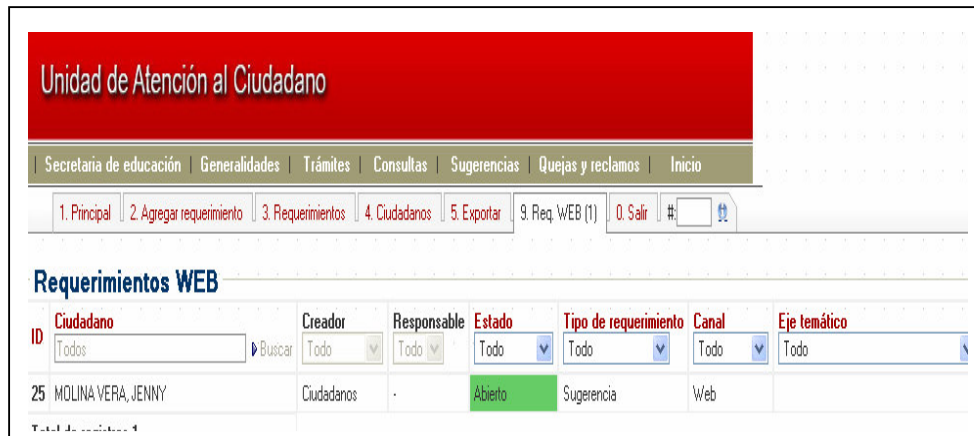 Unidad de Atención al Ciudadano
| Secretaria de educación | Generalidades | Trámites | Consultas | Sugerencias | Quejas y reclamos | Inicio
1. Principal 2. Agregar requerimiento 3. Requerimientos 4. Ciudadanos 5. Exportar 9. Req. WEB (1) 0. Salir #:
Requerimientos WEB
ID Ciudadano Creador Responsable Estado Tipo de requerimiento Canal Eje temático
Todos Buscar Todo Todo Todo Todo Todo Todo
25 MOLINA VERA, JENNY Ciudadanos - Abierto Sugerencia Web